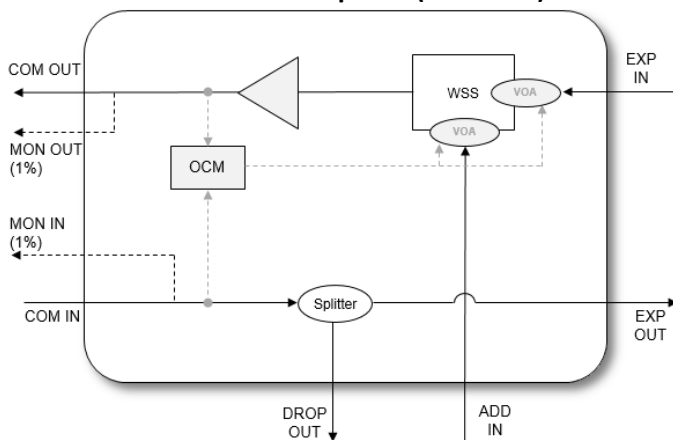 COM OUT
MON OUT
(1%)
MON IN
(1%)
COM IN
OCM
WSS
VOA
VOA
EXP
IN
Splitter
EXP
OUT
DROP
OUT
ADD
IN